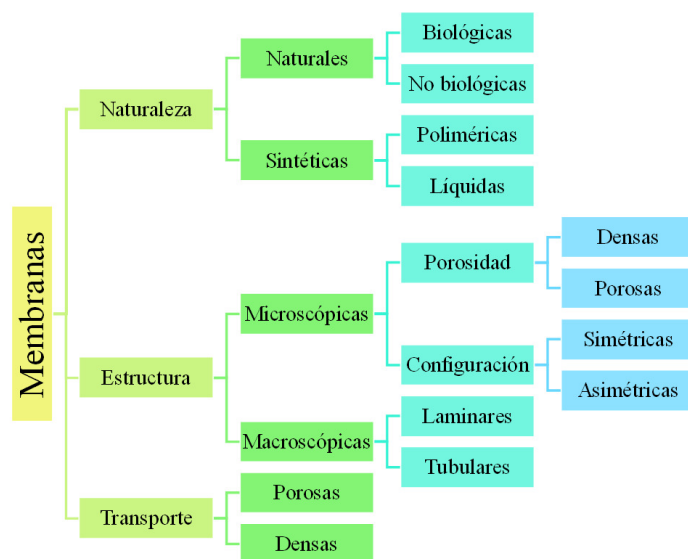 Membranas
Naturaleza
Naturales
Biológicas
No biológicas
Sintéticas
Poliméricas
Líquidas
Estructura
Microscópicas
Porosidad
Densas
Porosas
Configuración
Simétricas
Asimétricas
Macroscópicas
Laminares
Tubulares
Transporte
Porosas
Densas